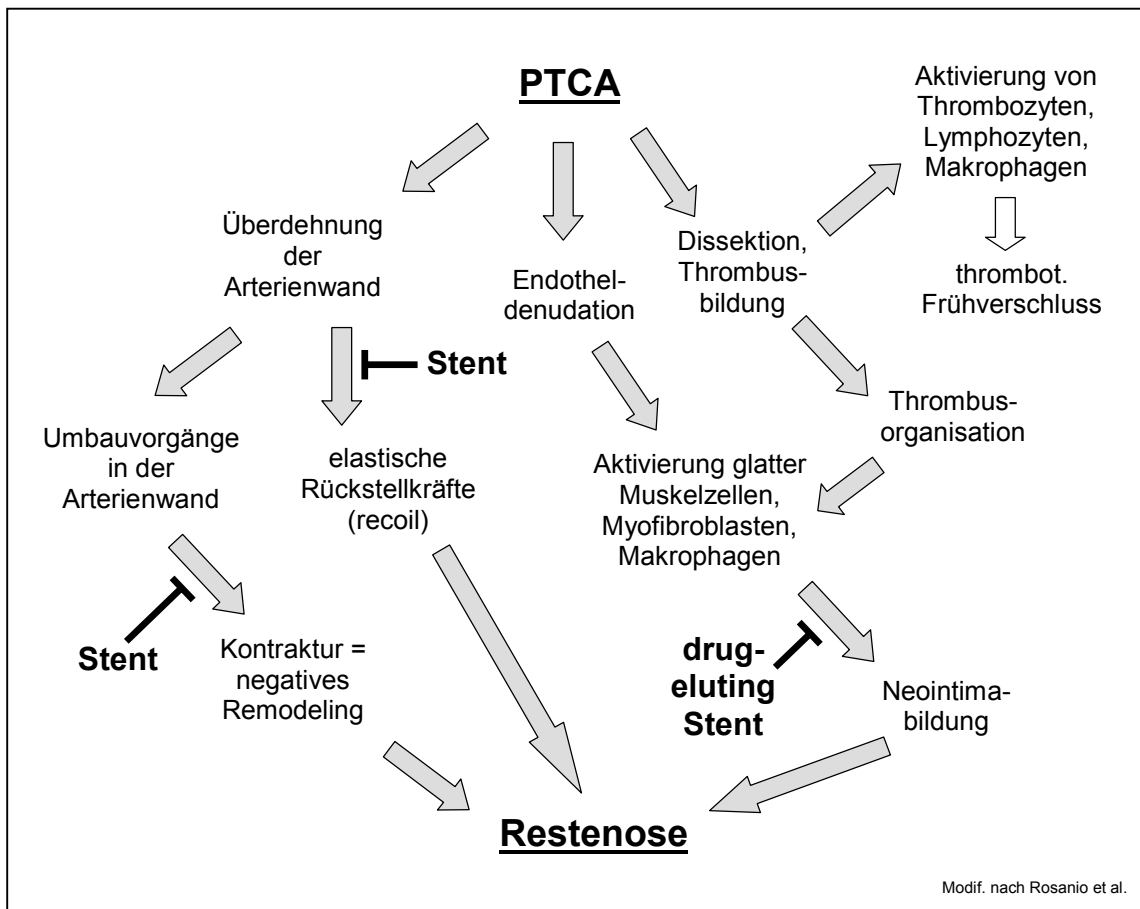 PTCA
Aktivierung von
Thrombozyten,
Lymphozyten,
Makrophagen
Überdehnung
der
Arterienwand
Endothel-
denudation
Dissektion,
Thrombus-
bildung
thrombot.
Frühverschluss
Stent
Umbauvorgänge
in der
Arterienwand
elastische
Rückstellkräfte
(recoil)
Aktivierung glatter
Muskelzellen,
Myofibroblasten,
Makrophagen
Thrombus-
organisation
Stent
Kontraktur =
negatives
Remodeling
drug-
eluting
Stent
Neointima-
bildung
Restenose
Modif. nach Rosanio et al.